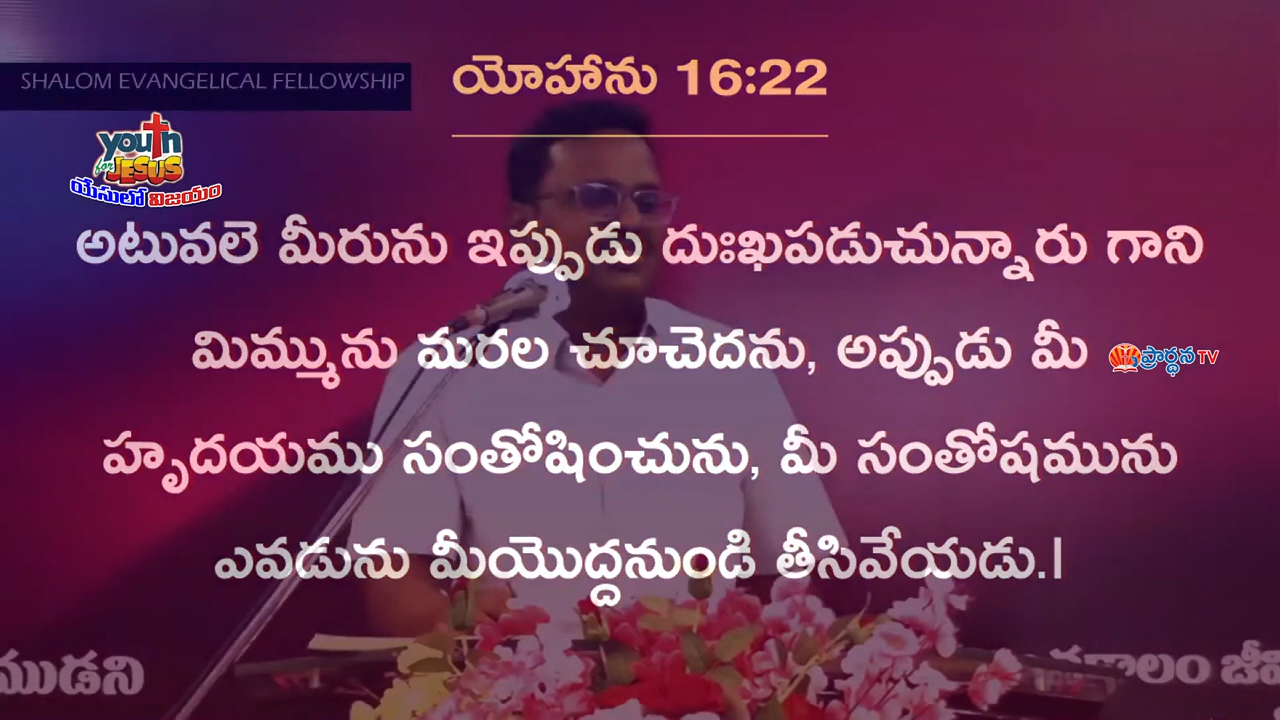 SHALOM EVANGELICAL FELLOWSHIP
యోహాను 16:22
youth
for JESUS
యేసులో విజయం
అటువలె మీరును ఇప్పుడు దుఃఖపడుచున్నారు గాని
మిమ్మును మరల చూచెదను, అప్పుడు మీ
ప్రార్థన TV
హృదయము సంతోషించును, మీ సంతోషమును
ఎవడును మీయొద్దనుండి తీసివేయడు.|